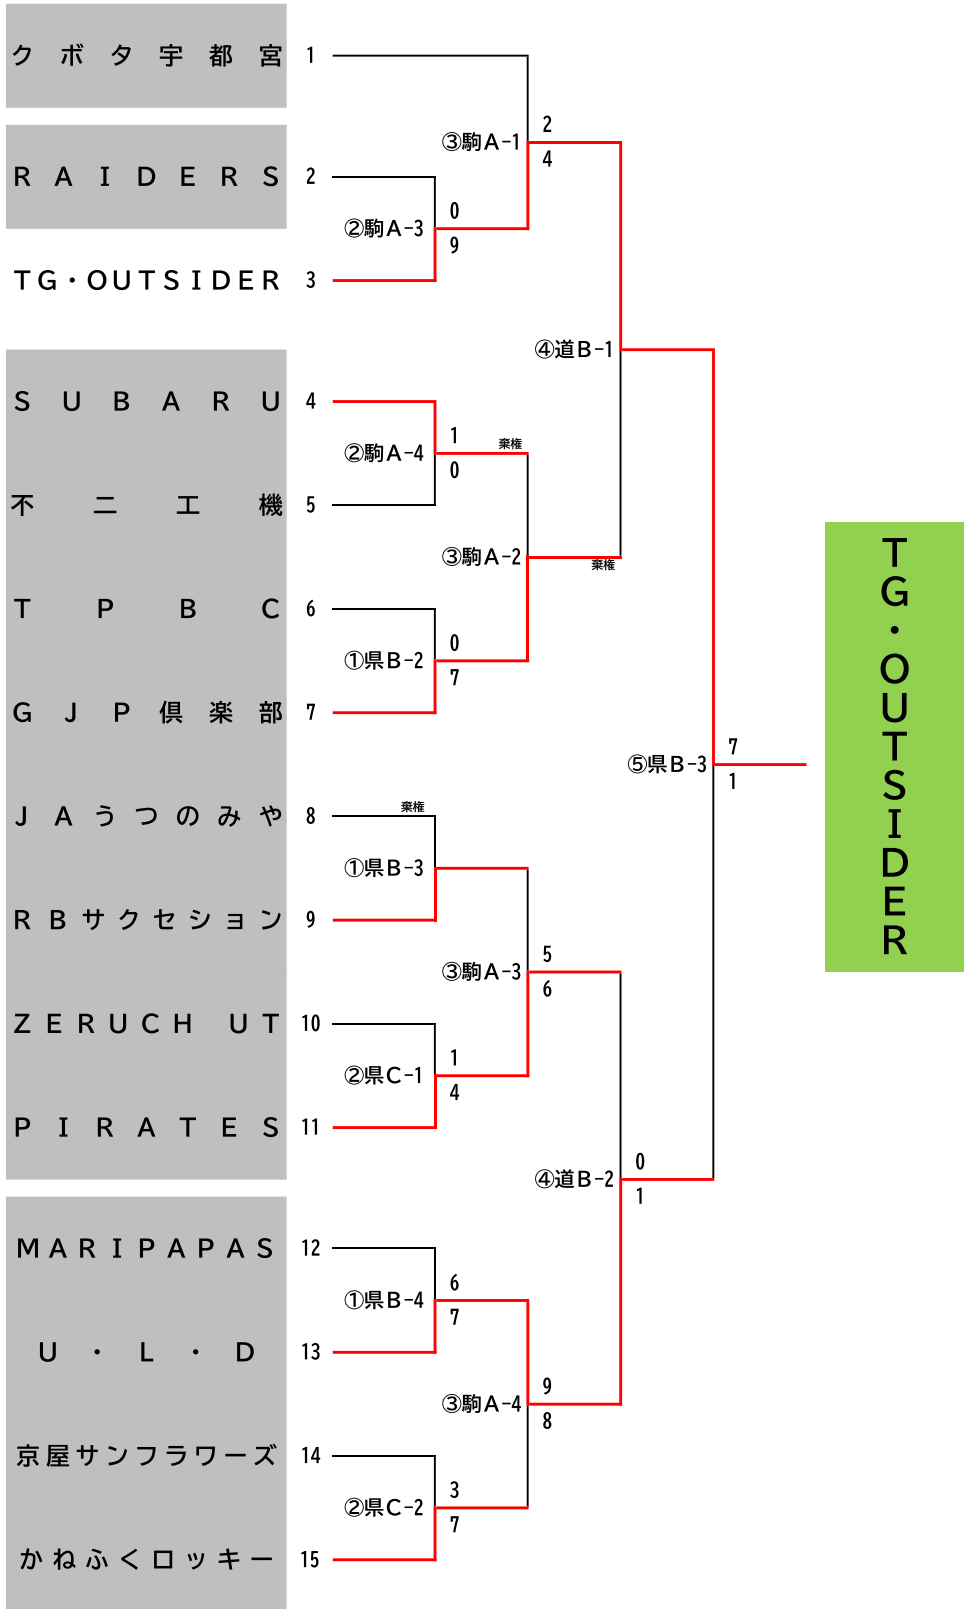 クボタ宇都宮 1
2
③駒A-1
4
RAIDERS 2
0
②駒A-3
9
TG・OUTSIDER 3
④道B-1
SUBARU 4
1 棄権
②駒A-4
0
不二工機 5
③駒A-2
棄権
TPBC 6
0
①県B-2
7
GJP倶楽部 7
7
⑤県B-3
1
TG・OUTSIDER
JAうつのみや 8 棄権
①県B-3
RBサクセション 9
5
③駒A-3
6
ZERUCH UT 10
1
②県C-1
4
PIRATES 11
0
④道B-2
1
MARIPAPAS 12
6
①県B-4
7
U・L・D 13
9
③駒A-4
8
京屋サンフラワーズ 14
3
②県C-2
7
かねふくロッキー 15